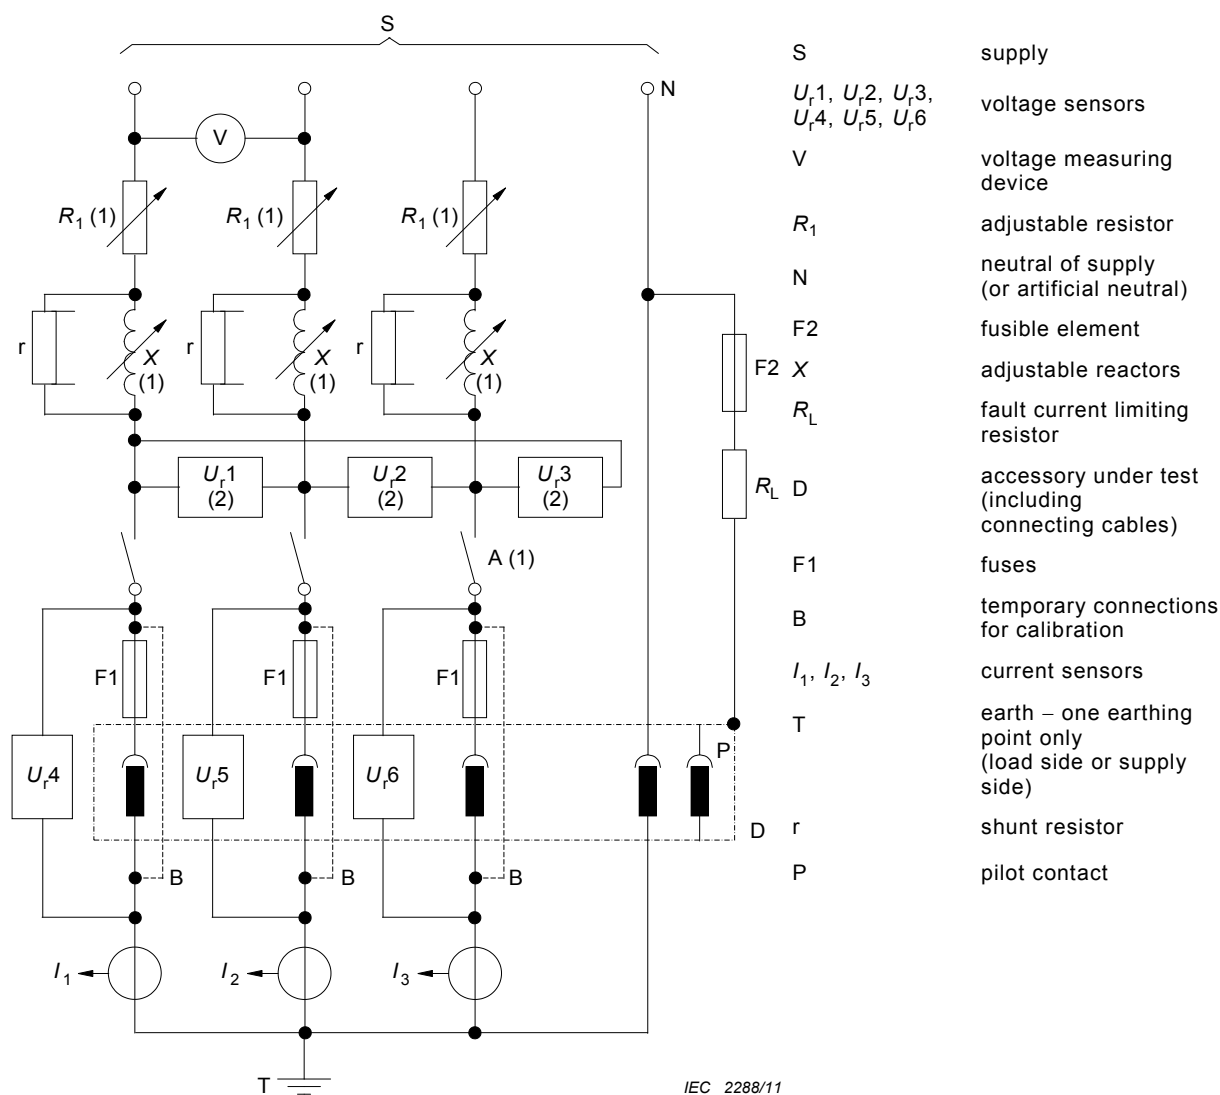 S
N
V
R1 (1)
R1 (1)
R1 (1)
r
X
(1)
r
X
(1)
r
X
(1)
F2
RL
Ur1
(2)
Ur2
(2)
Ur3
(2)
A (1)
F1
F1
F1
Ur4
Ur5
Ur6
P
D
B
B
B
I1
I2
I3
T
S supply
Ur1, Ur2, Ur3,
Ur4, Ur5, Ur6
voltage sensors
V voltage measuring
device
R1 adjustable resistor
N neutral of supply
(or artificial neutral)
F2 fusible element
X adjustable reactors
RL fault current limiting
resistor
D accessory under test
(including
connecting cables)
F1 fuses
B temporary connections
for calibration
I1, I2, I3 current sensors
T earth – one earthing
point only
(load side or supply
side)
r shunt resistor
P pilot contact
IEC 2288/11